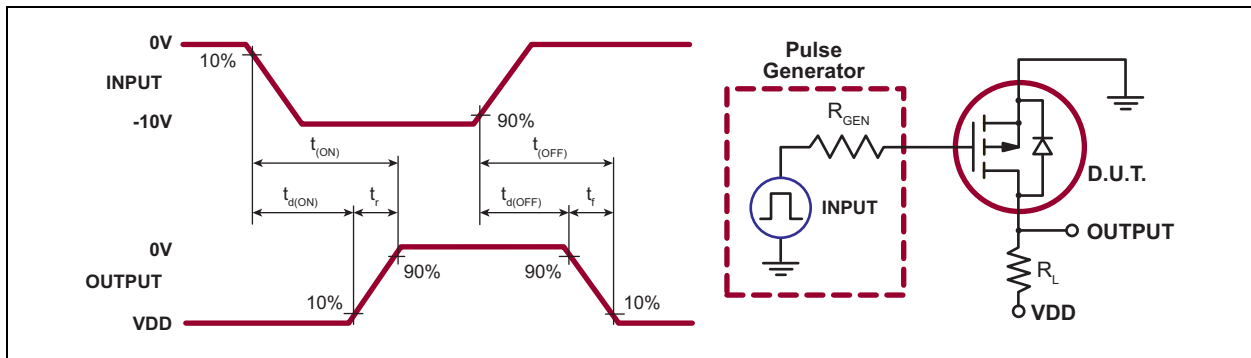 0V
10%
INPUT
-10V
90%
t(ON)
t(OFF)
td(ON)
tr
td(OFF)
tf
0V
OUTPUT
90%
90%
10%
10%
VDD
Pulse
Generator
RGEN
INPUT
D.U.T.
OUTPUT
RL
VDD